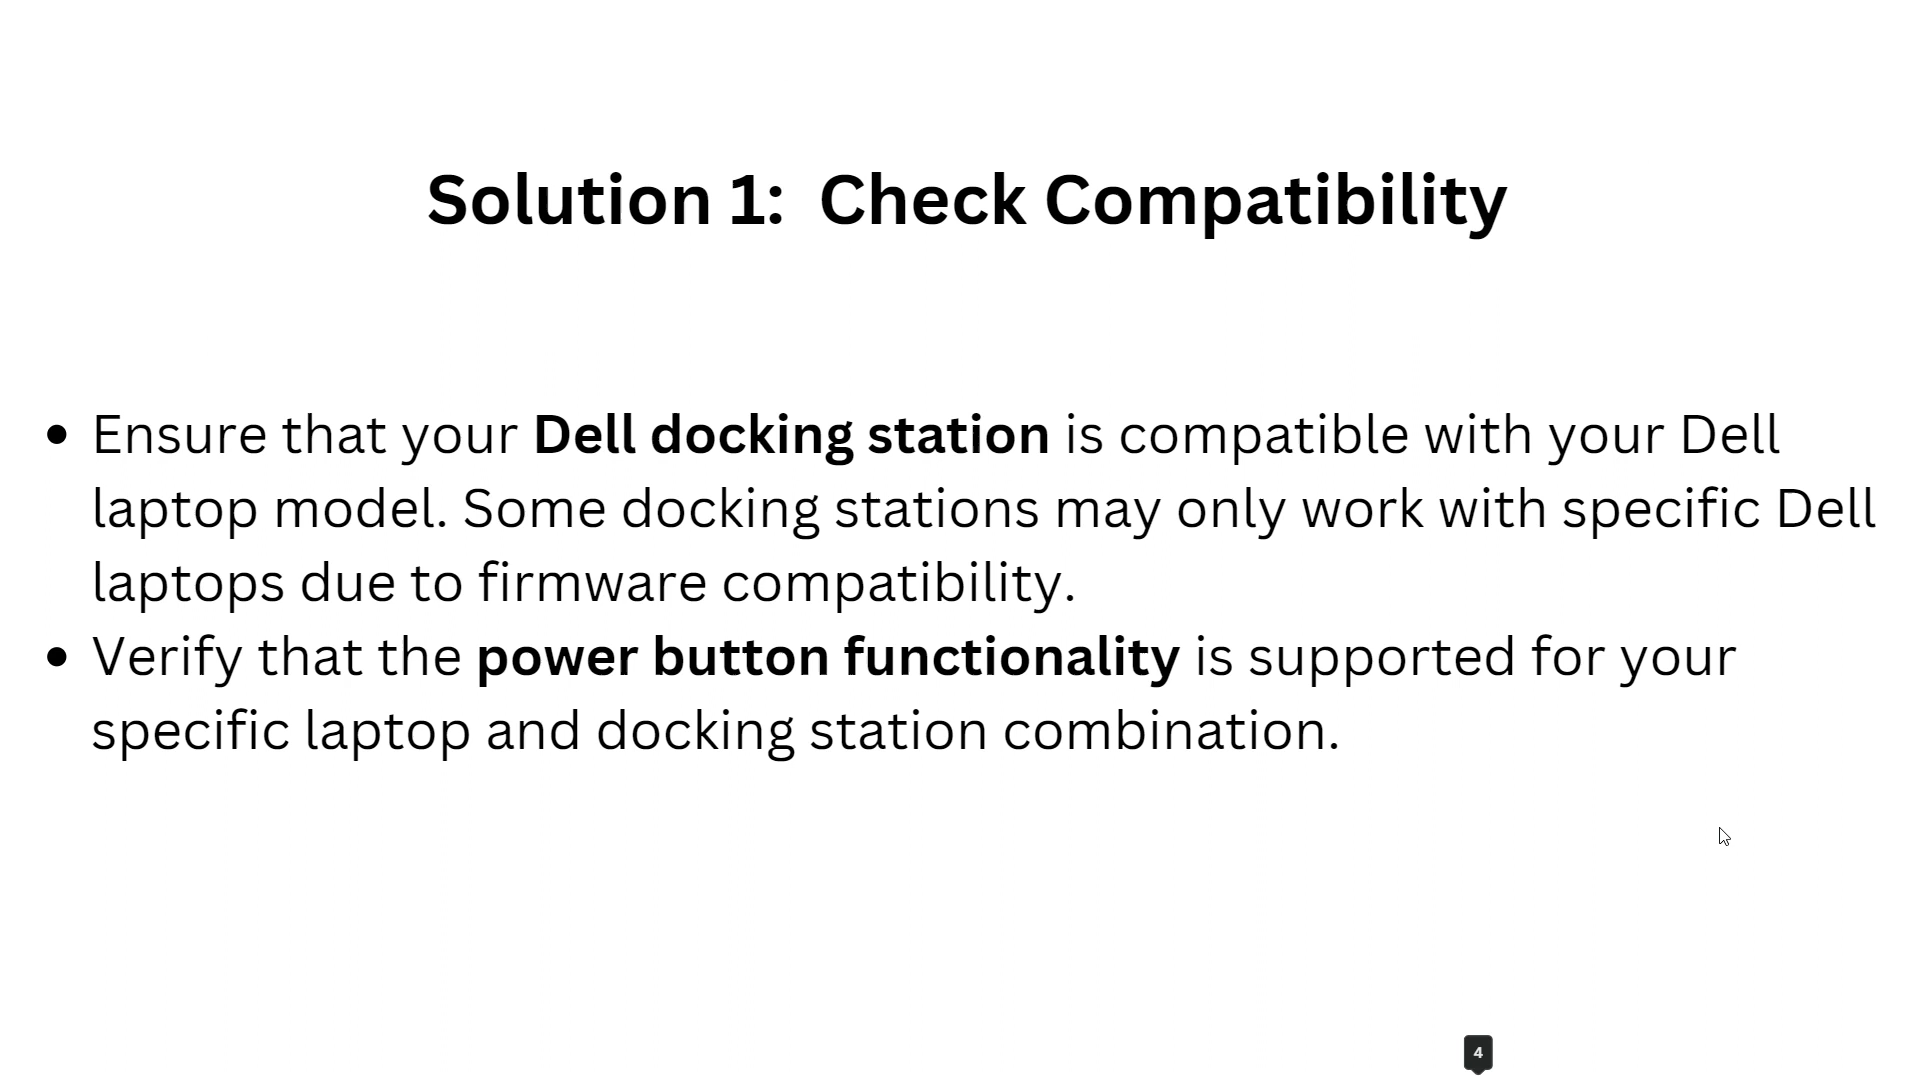 Solution 1:  Check Compatibility
• Ensure that your Dell docking station is compatible with your Dell
laptop model. Some docking stations may only work with specific Dell
laptops due to firmware compatibility.
• Verify that the power button functionality is supported for your
specific laptop and docking station combination.
4